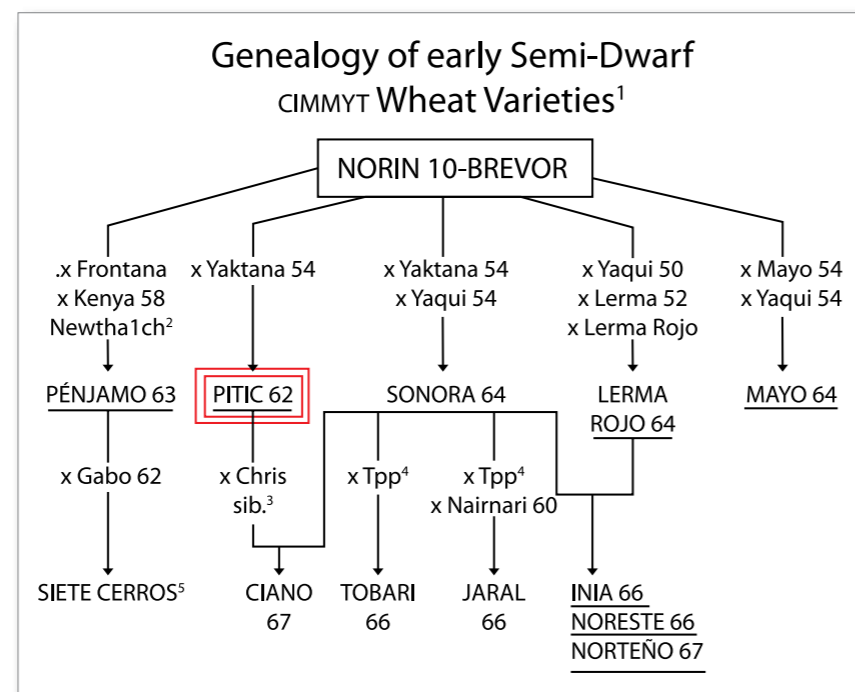 Genealogy of early Semi-Dwarf
CIMMYT Wheat Varieties¹
NORIN 10-BREVOR
.x Frontana
x Kenya 58
Newtha1ch²
x Yaktana 54
x Yaktana 54
x Yaqui 54
x Yaqui 50
x Lerma 52
x Lerma Rojo
x Mayo 54
x Yaqui 54
PÉNJAMO 63
PITIC 62
SONORA 64
LERMA
ROJO 64
MAYO 64
x Gabo 62
x Chris
sib.³
x Tpp⁴
x Tpp⁴
x Nairnari 60
SIETE CERROS⁵
CIANO
67
TOBARI
66
JARAL
66
INIA 66
NORESTE 66
NORTEÑO 67